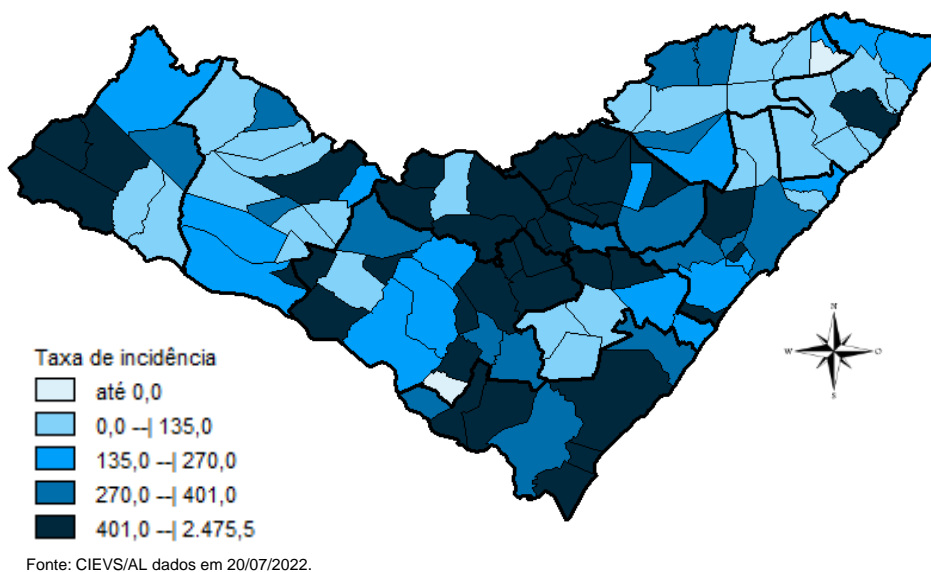 N
W
O
S
Taxa de incidência
até 0,0
0,0 --| 135,0
135,0 --| 270,0
270,0 --| 401,0
401,0 --| 2.475,5
Fonte: CIEVS/AL dados em 20/07/2022.